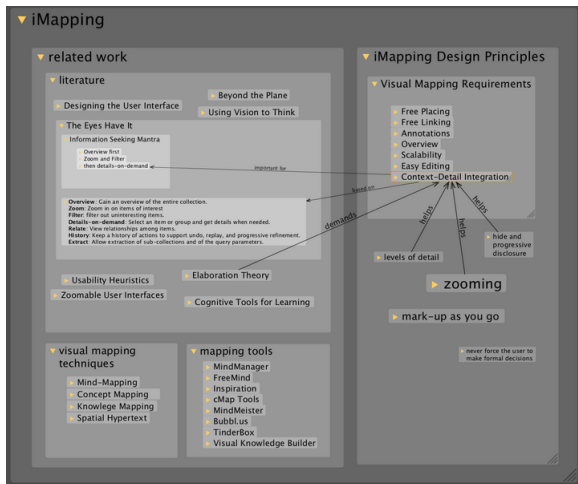 iMapping
related work
literature
Beyond the Plane
Designing the User Interface
Using Vision to Think
The Eyes Have It
Information Seeking Mantra
Overview first
Zoom and Filter
then details-on-demand
important for
based on
Overview: Gain an overview of the entire collection.
Zoom: Zoom in on items of interest
Filter: filter out uninteresting items.
Details-on-demand: Select an item or group and get details when needed.
Relate: View relationships among items.
History: Keep a history of actions to support undo, replay, and progressive refinement.
Extract: Allow extraction of sub-collections and of the query parameters.
demands
Usability Heuristics
Elaboration Theory
Zoomable User Interfaces
Cognitive Tools for Learning
visual mapping
techniques
Mind-Mapping
Concept Mapping
Knowlege Mapping
Spatial Hypertext
mapping tools
MindManager
FreeMind
Inspiration
cMap Tools
MindMeister
Bubbl.us
TinderBox
Visual Knowledge Builder
iMapping Design Principles
Visual Mapping Requirements
Free Placing
Free Linking
Annotations
Overview
Scalability
Easy Editing
Context-Detail Integration
helps
helps
helps
levels of detail
hide and
progressive
disclosure
zooming
mark-up as you go
never force the user to
make formal decisions